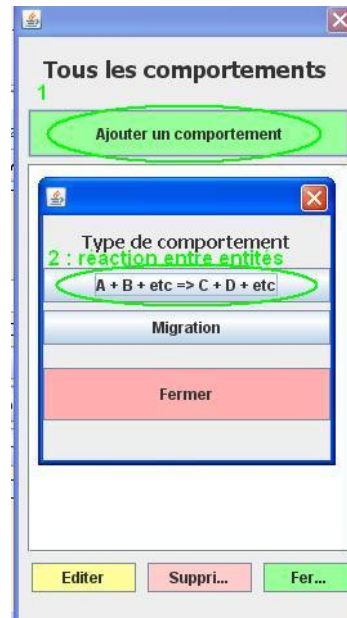 Tous les comportements
1
Ajouter un comportement
Type de comportement
2 : réaction entre entités
A + B + etc => C + D + etc
Migration
Fermer
Editer Suppri... Fer...